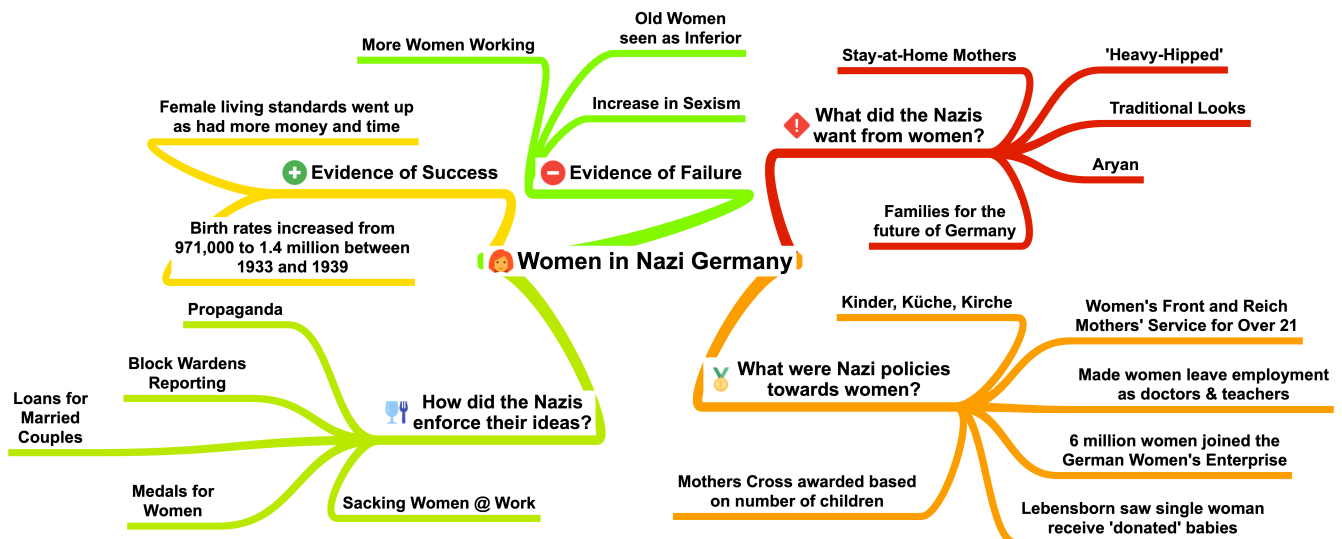 Women in Nazi Germany
What did the Nazis
want from women?
Stay-at-Home Mothers
'Heavy-Hipped'
Traditional Looks
Aryan
Families for the
future of Germany
What were Nazi policies
towards women?
Kinder, Küche, Kirche
Women's Front and Reich
Mothers' Service for Over 21
Made women leave employment
as doctors & teachers
6 million women joined the
German Women's Enterprise
Lebensborn saw single woman
receive 'donated' babies
Mothers Cross awarded based
on number of children
How did the Nazis
enforce their ideas?
Propaganda
Block Wardens
Reporting
Loans for
Married
Couples
Medals for
Women
Sacking Women @ Work
Evidence of Success
Female living standards went up
as had more money and time
Birth rates increased from
971,000 to 1.4 million between
1933 and 1939
Evidence of Failure
More Women Working
Old Women
seen as Inferior
Increase in Sexism